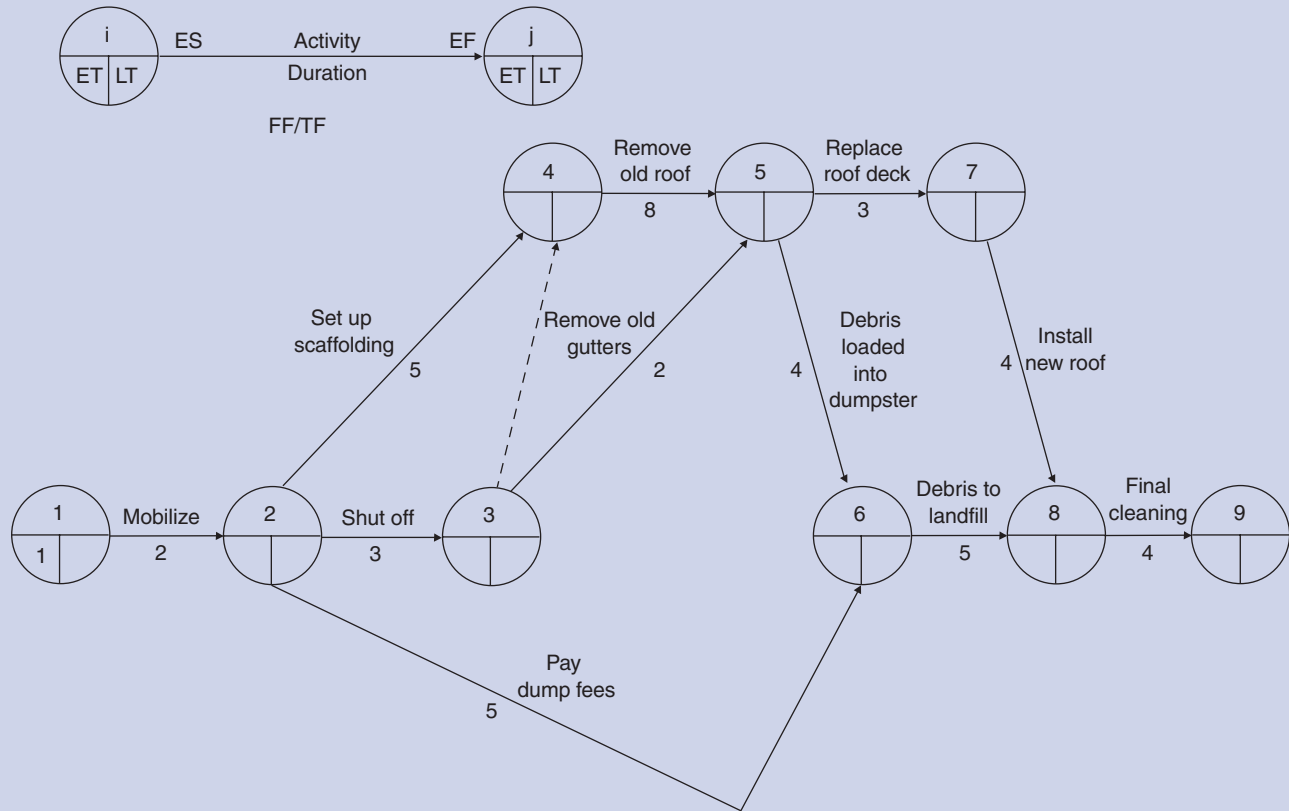 i
ES
Activity
EF
j
ET
LT
Duration
ET
LT
FF/TF
4
Remove
old roof
8
5
Replace
roof deck
3
7
Set up
scaffolding
5
Remove old
gutters
2
Debris
loaded
into
dumpster
4
Install
new roof
4
1
1
Mobilize
2
2
Shut off
3
3
6
Debris to
landfill
5
8
Final
cleaning
4
9
Pay
dump fees
5